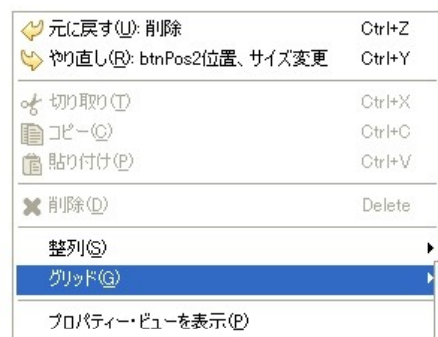 元に戻す(U): 削除 Ctrl+Z
やり直し(R): btnPos2位置、サイズ変更 Ctrl+Y
切り取り(T) Ctrl+X
コピー(C) Ctrl+C
貼り付け(P) Ctrl+V
削除(D) Delete
整列(S)
グリッド(G)
プロパティー・ビューを表示(P)